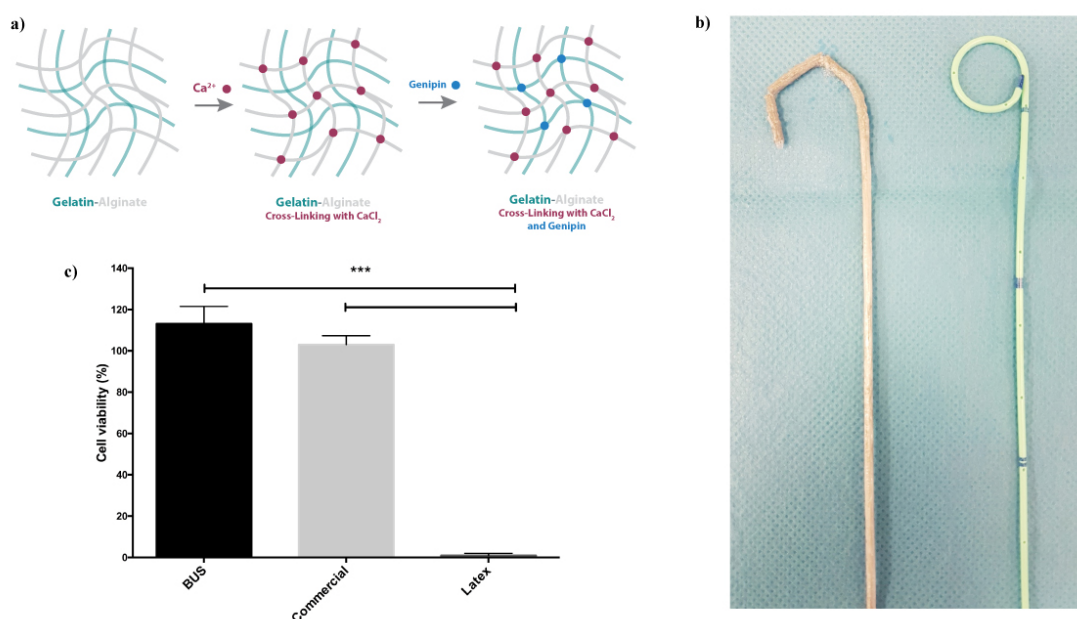 a)
Ca²⁺
Genipin
Gelatin-Alginate
Gelatin-Alginate
Cross-Linking with CaCl₂
Gelatin-Alginate
Cross-Linking with CaCl₂
and Genipin
b)
c)
Cell viability (%)
140
120
100
80
60
40
20
0
***
BUS
Commercial
Latex